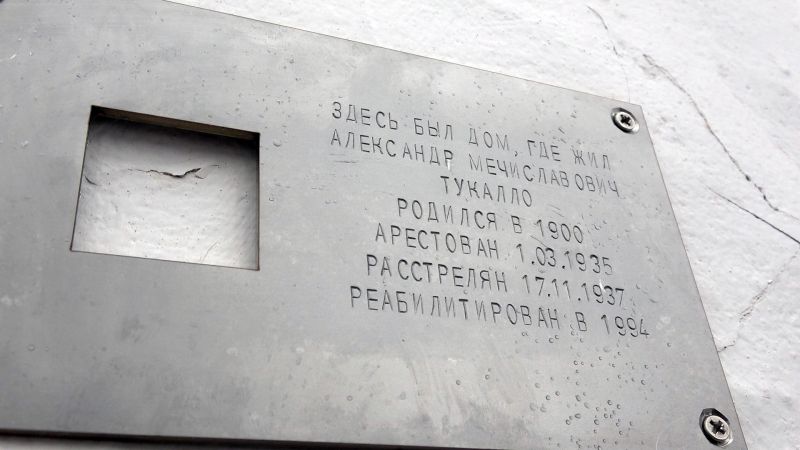 ЗДЕСЬ БЫЛ ДОМ, ГДЕ ЖИЛ
АЛЕКСАНДР МЕЧИСЛАВОВИЧ
ТУКАЛЛО
РОДИЛСЯ В 1900
АРЕСТОВАН 1.03.1935
РАССТРЕЛЯН 17.11.1937
РЕАБИЛИТИРОВАН В 1994